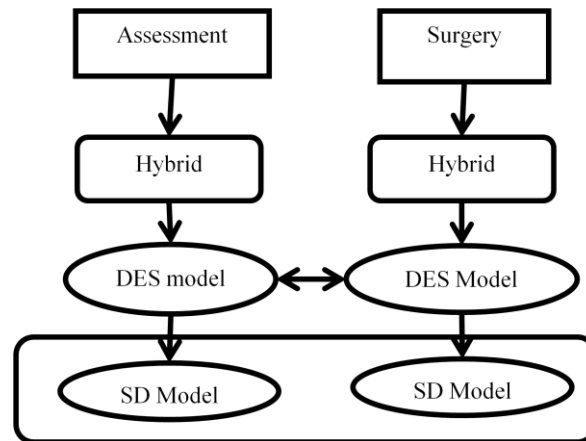 Assessment
Surgery
Hybrid
Hybrid
DES model
DES Model
SD Model
SD Model